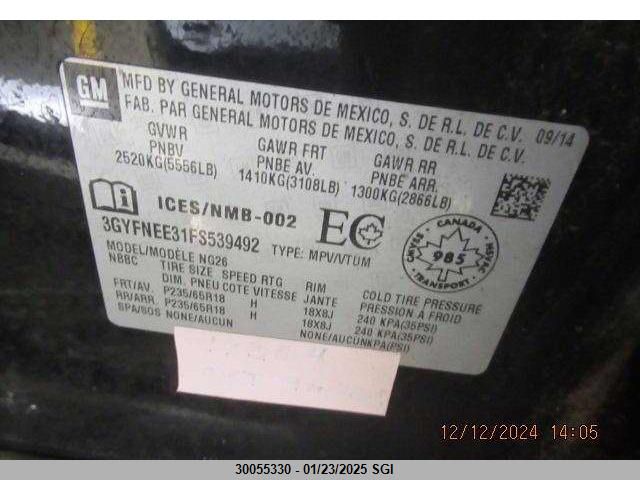 GM
MFD BY GENERAL MOTORS DE MEXICO, S. DE R.L. DE C.V. 09/14
FAB. PAR GENERAL MOTORS DE MEXICO, S. DE R.L. DE C.V.
GVWR GAWR FRT GAWR RR
PNBV PNBE AV. PNBE ARR.
2520KG(5556LB) 1410KG(3108LB) 1300KG(2866LB)
i ICES/NMB-002 EC
3GYFNEE31FS539492 TYPE: MPV/VTUM
CANADA
985
TRANSPORT
MODEL/MODÈLE NG26
NBBC TIRE SIZE SPEED RTG RIM COLD TIRE PRESSURE
DIM. PNEU COTE VITESSE JANTE PRESSION À FROID
FRT/AV. P235/65R18 H 18X8J 240 KPA(35PSI)
RR/ARR. P235/65R18 H 18X8J 240 KPA(35PSI)
SPA/SOS NONE/AUCUN NONE/AUCUN KPA(PSI)
12/12/2024 14:05
30055330 - 01/23/2025 SGI